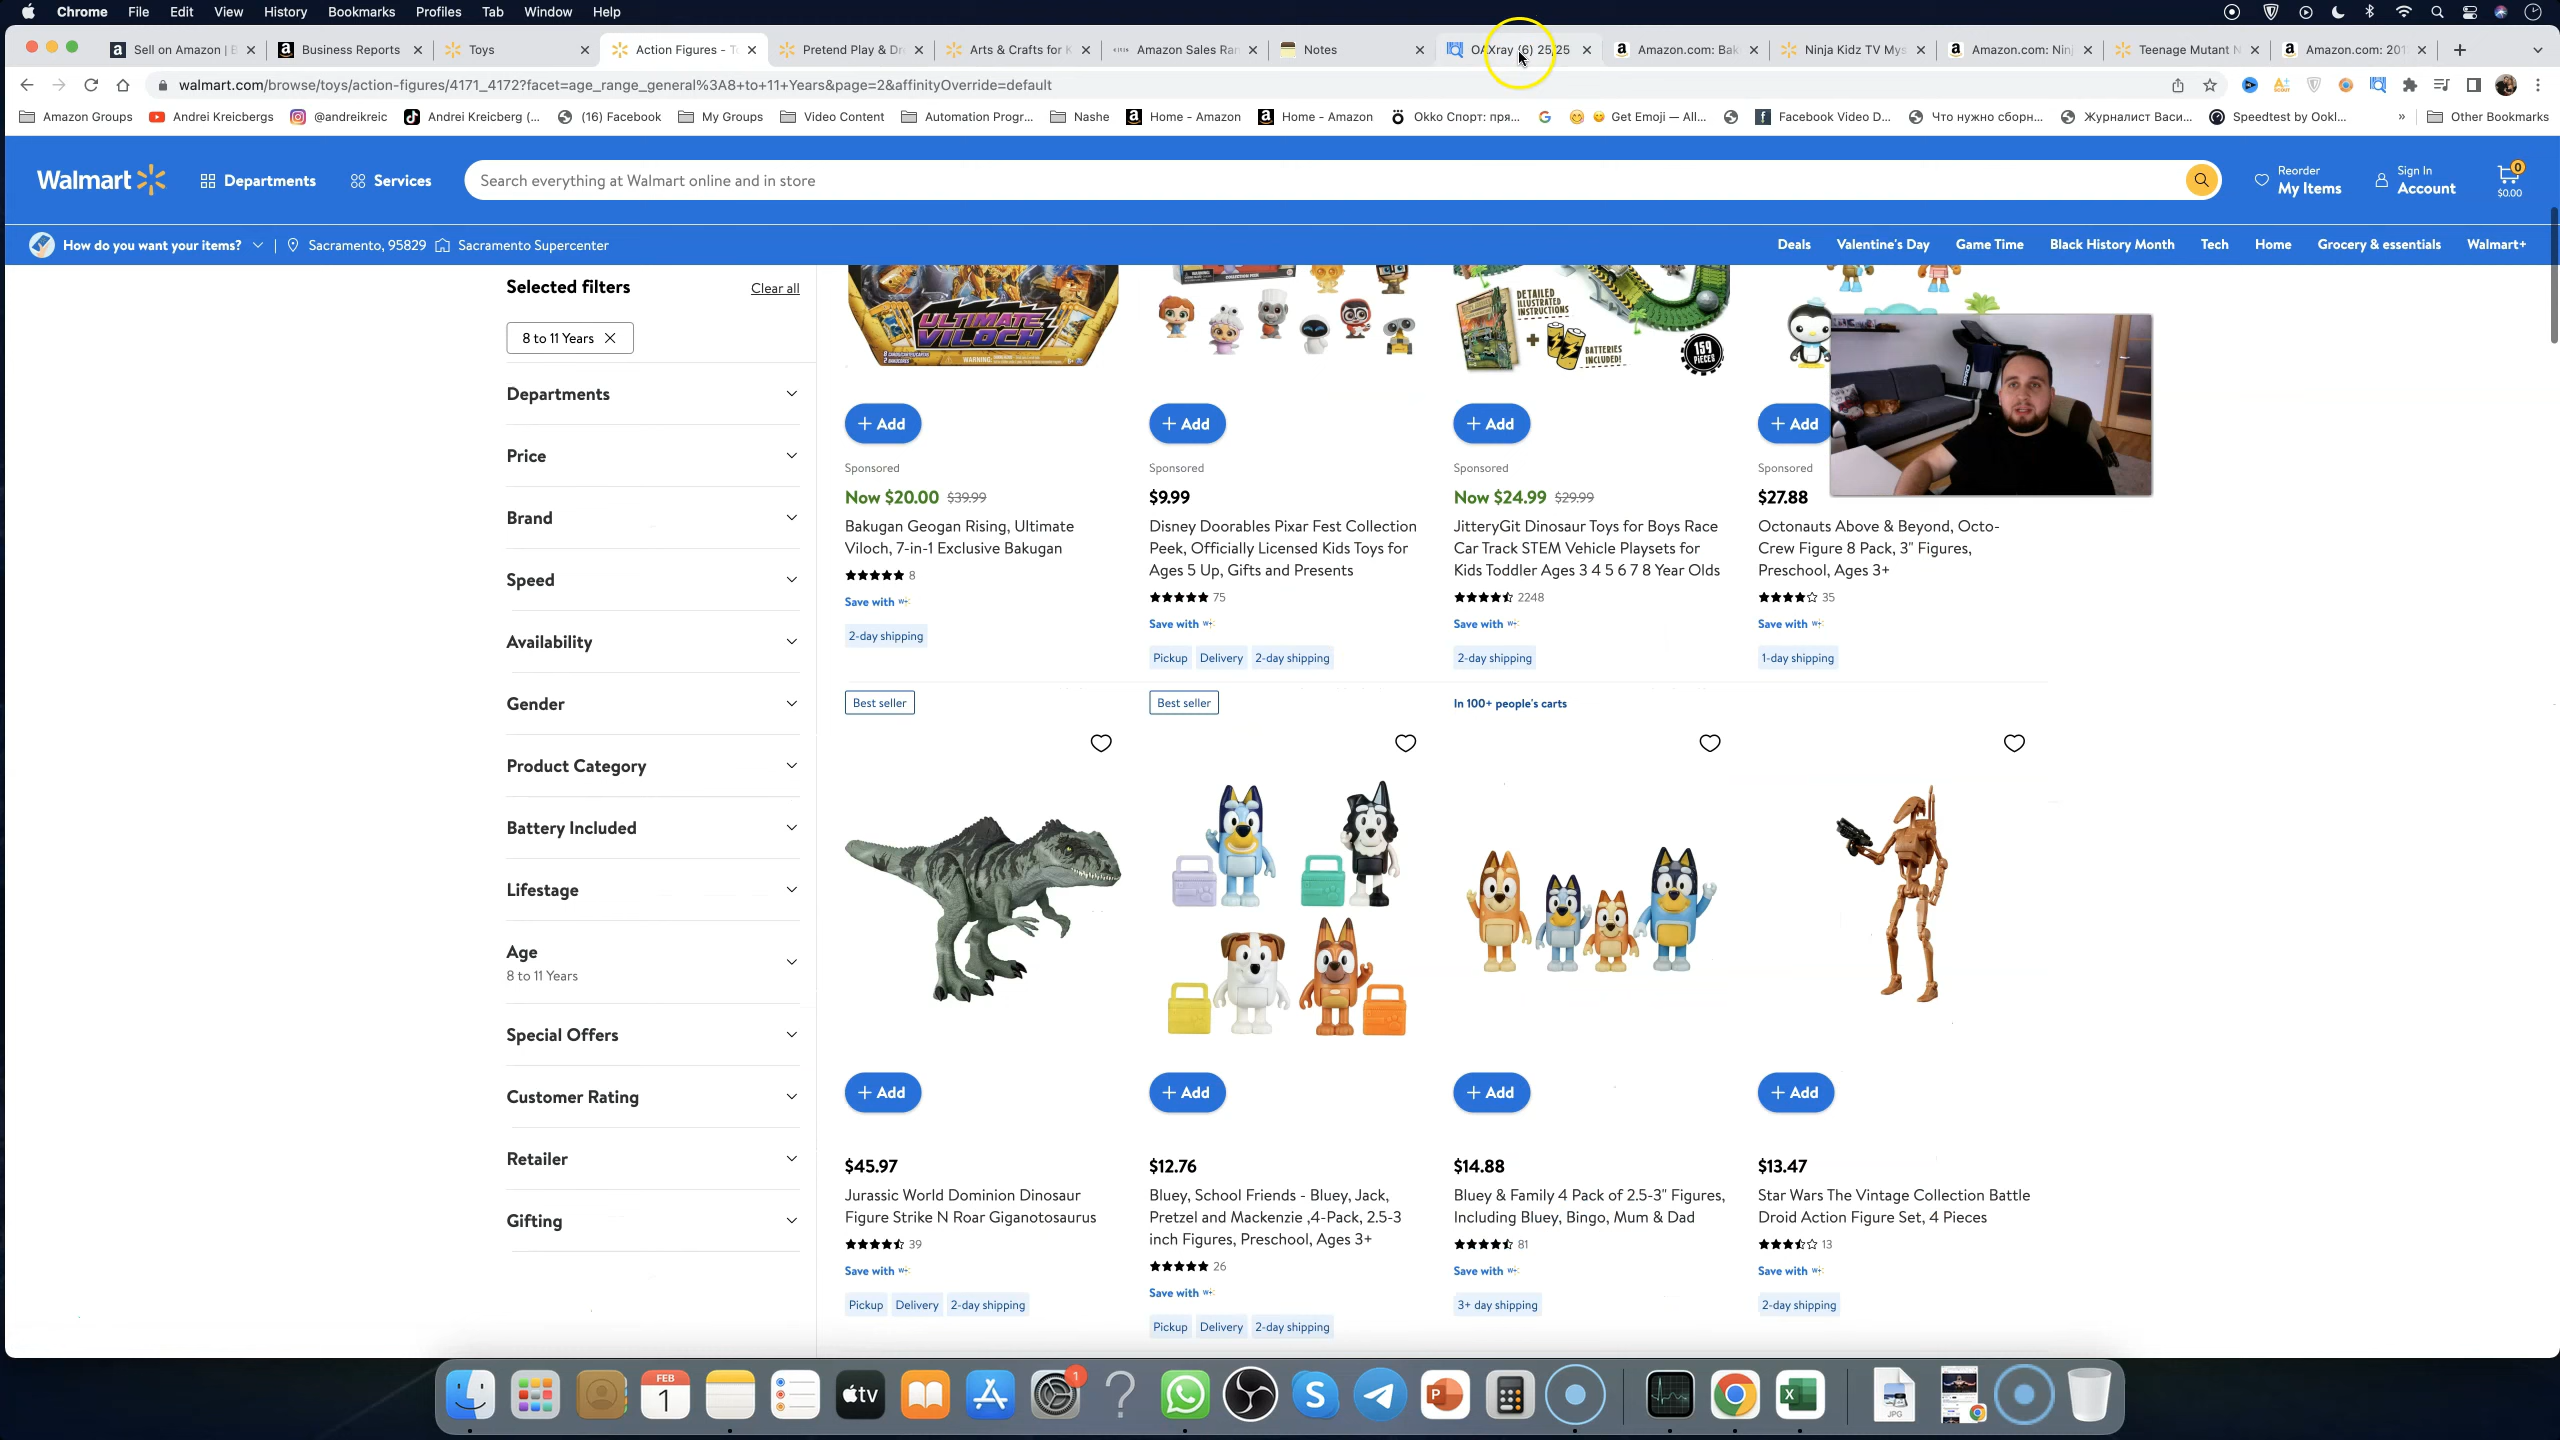 Chrome File Edit View History Bookmarks Profiles Tab Window Help
Sell on Amazon | B
Business Reports
Toys
Action Figures - To
Pretend Play & Dr
Arts & Crafts for K
Amazon Sales Ran
Notes
OAXray (6) 25/25
Amazon.com: Bak
Ninja Kidz TV Mys
Amazon.com: Ninj
Teenage Mutant N
Amazon.com: 201
walmart.com/browse/toys/action-figures/4171_4172?facet=age_range_general%3A8+to+11+Years&page=2&affinityOverride=default
Amazon Groups
Andrei Kreicbergs
@andreikreic
Andrei Kreicberg (...
(16) Facebook
My Groups
Video Content
Automation Progr...
Nashe
Home - Amazon
Home - Amazon
Okko Спорт: пря...
Get Emoji — All...
Facebook Video D...
Что нужно сборн...
Журналист Васи...
Speedtest by Ookl...
»
Other Bookmarks
Walmart
Departments
Services
Search everything at Walmart online and in store
Reorder
My Items
Sign In
Account
0
$0.00
How do you want your items?
Sacramento, 95829
Sacramento Supercenter
Deals
Valentine's Day
Game Time
Black History Month
Tech
Home
Grocery & essentials
Walmart+
Selected filters
Clear all
8 to 11 Years
Departments
Price
Brand
Speed
Availability
Gender
Product Category
Battery Included
Lifestage
Age
8 to 11 Years
Special Offers
Customer Rating
Retailer
Gifting
ULTIMATE
VILOCH
WARNING:
DETAILED
ILLUSTRATED
INSTRUCTIONS
BATTERIES
INCLUDED!
159
PIECES
+ Add
+ Add
+ Add
+ Add
Sponsored
Now $20.00 $39.99
Bakugan Geogan Rising, Ultimate
Viloch, 7-in-1 Exclusive Bakugan
8
Save with W+
2-day shipping
Sponsored
$9.99
Disney Doorables Pixar Fest Collection
Peek, Officially Licensed Kids Toys for
Ages 5 Up, Gifts and Presents
75
Save with W+
Pickup Delivery 2-day shipping
Sponsored
Now $24.99 $29.99
JitteryGit Dinosaur Toys for Boys Race
Car Track STEM Vehicle Playsets for
Kids Toddler Ages 3 4 5 6 7 8 Year Olds
2248
Save with W+
2-day shipping
Sponsored
$27.88
Octonauts Above & Beyond, Octo-
Crew Figure 8 Pack, 3" Figures,
Preschool, Ages 3+
35
Save with W+
1-day shipping
Best seller
Best seller
In 100+ people's carts
+ Add
+ Add
+ Add
+ Add
$45.97
Jurassic World Dominion Dinosaur
Figure Strike N Roar Giganotosaurus
39
Save with W+
Pickup Delivery 2-day shipping
$12.76
Bluey, School Friends - Bluey, Jack,
Pretzel and Mackenzie ,4-Pack, 2.5-3
inch Figures, Preschool, Ages 3+
26
Save with W+
Pickup Delivery 2-day shipping
$14.88
Bluey & Family 4 Pack of 2.5-3" Figures,
Including Bluey, Bingo, Mum & Dad
81
Save with W+
3+ day shipping
$13.47
Star Wars The Vintage Collection Battle
Droid Action Figure Set, 4 Pieces
13
Save with W+
2-day shipping
FEB
1
tv
1
JPG